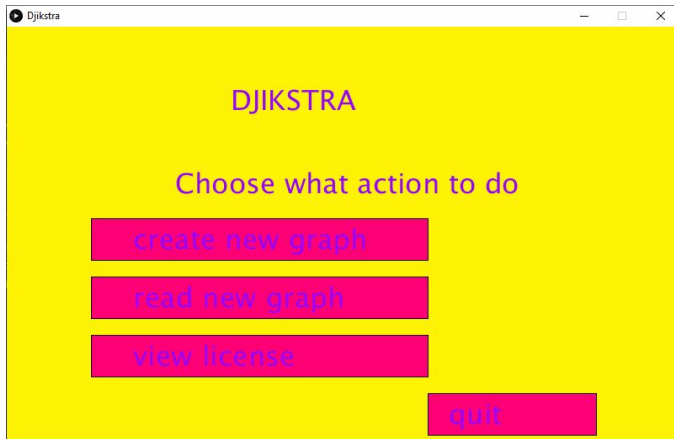 Djikstra
DJIKSTRA
Choose what action to do
create new graph
read new graph
view license
quit